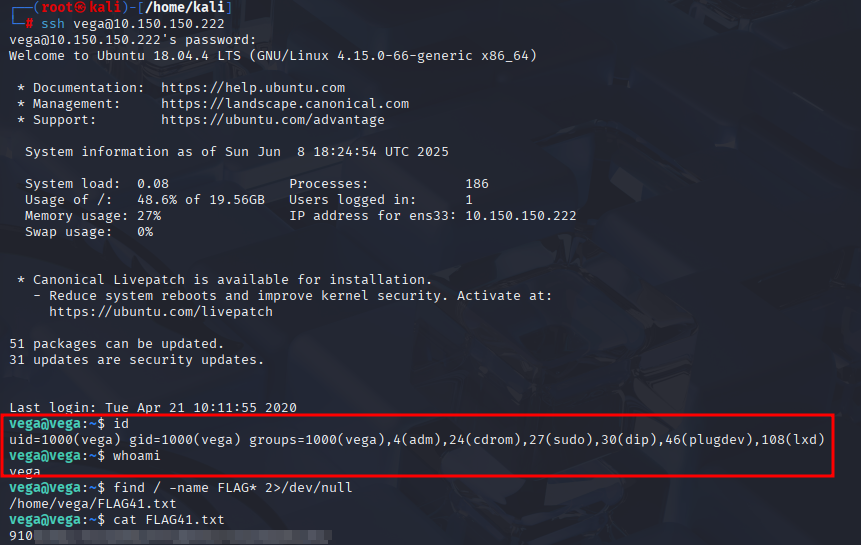 ┌──(root㉿kali)-[/home/kali]
└─# ssh vega@10.150.150.222
vega@10.150.150.222's password:
Welcome to Ubuntu 18.04.4 LTS (GNU/Linux 4.15.0-66-generic x86_64)
* Documentation:  https://help.ubuntu.com
* Management:     https://landscape.canonical.com
* Support:        https://ubuntu.com/advantage
System information as of Sun Jun  8 18:24:54 UTC 2025
System load:  0.08                Processes:            186
Usage of /:   48.6% of 19.56GB   Users logged in:      1
Memory usage: 27%                IP address for ens33: 10.150.150.222
Swap usage:   0%
* Canonical Livepatch is available for installation.
- Reduce system reboots and improve kernel security. Activate at:
https://ubuntu.com/livepatch
51 packages can be updated.
31 updates are security updates.
Last login: Tue Apr 21 10:11:55 2020
vega@vega:~$ id
uid=1000(vega) gid=1000(vega) groups=1000(vega),4(adm),24(cdrom),27(sudo),30(dip),46(plugdev),108(lxd)
vega@vega:~$ whoami
vega
vega@vega:~$ find / -name FLAG* 2>/dev/null
/home/vega/FLAG41.txt
vega@vega:~$ cat FLAG41.txt
910